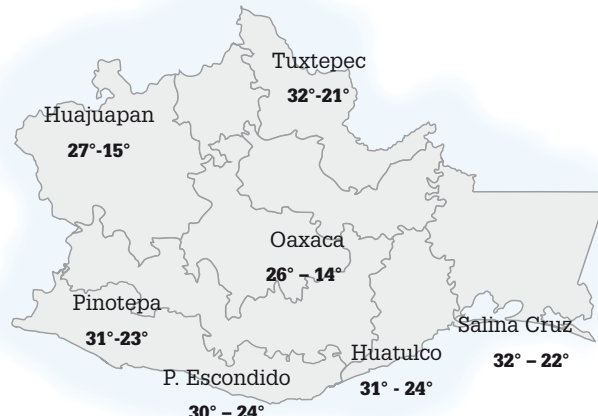 Tuxtepec
32°-21°
Huajuapan
27°-15°
Oaxaca
26° – 14°
Pinotepa
31°-23°
Salina Cruz
32° – 22°
Huatulco
31° - 24°
P. Escondido
30° – 24°